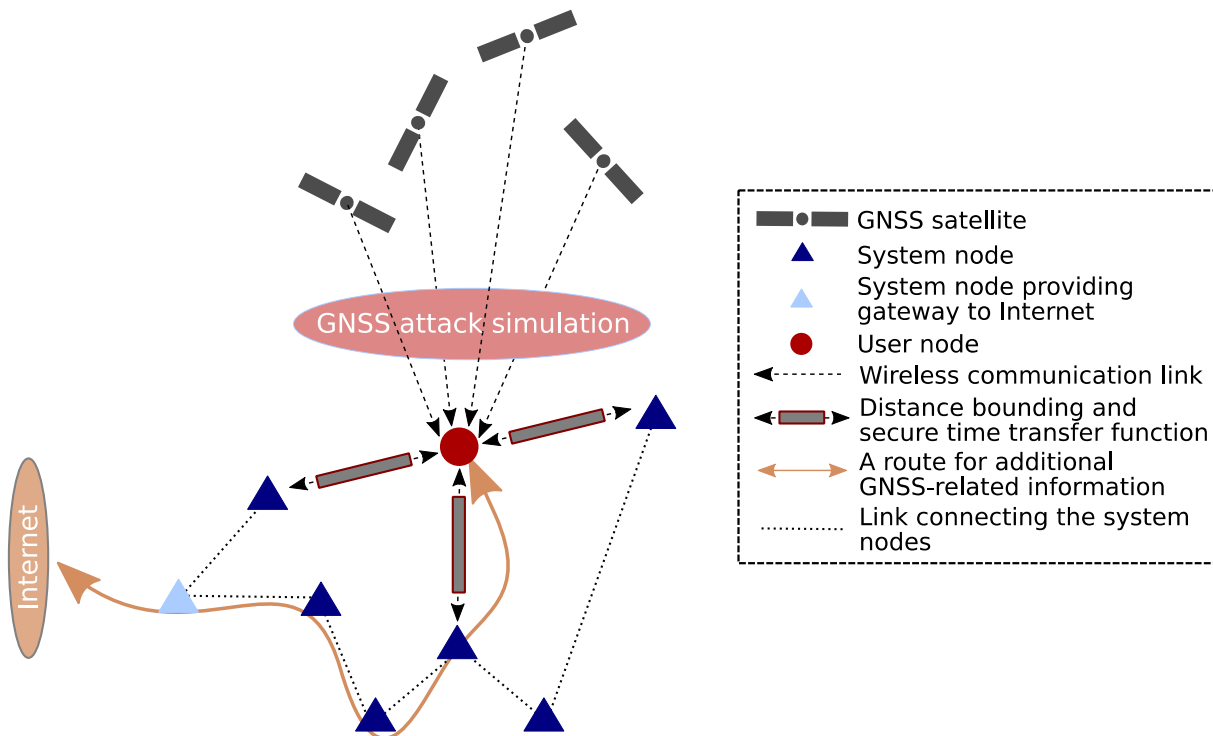 GNSS attack simulation
Internet
GNSS satellite
System node
System node providing
gateway to Internet
User node
Wireless communication link
Distance bounding and
secure time transfer function
A route for additional
GNSS-related information
Link connecting the system
nodes